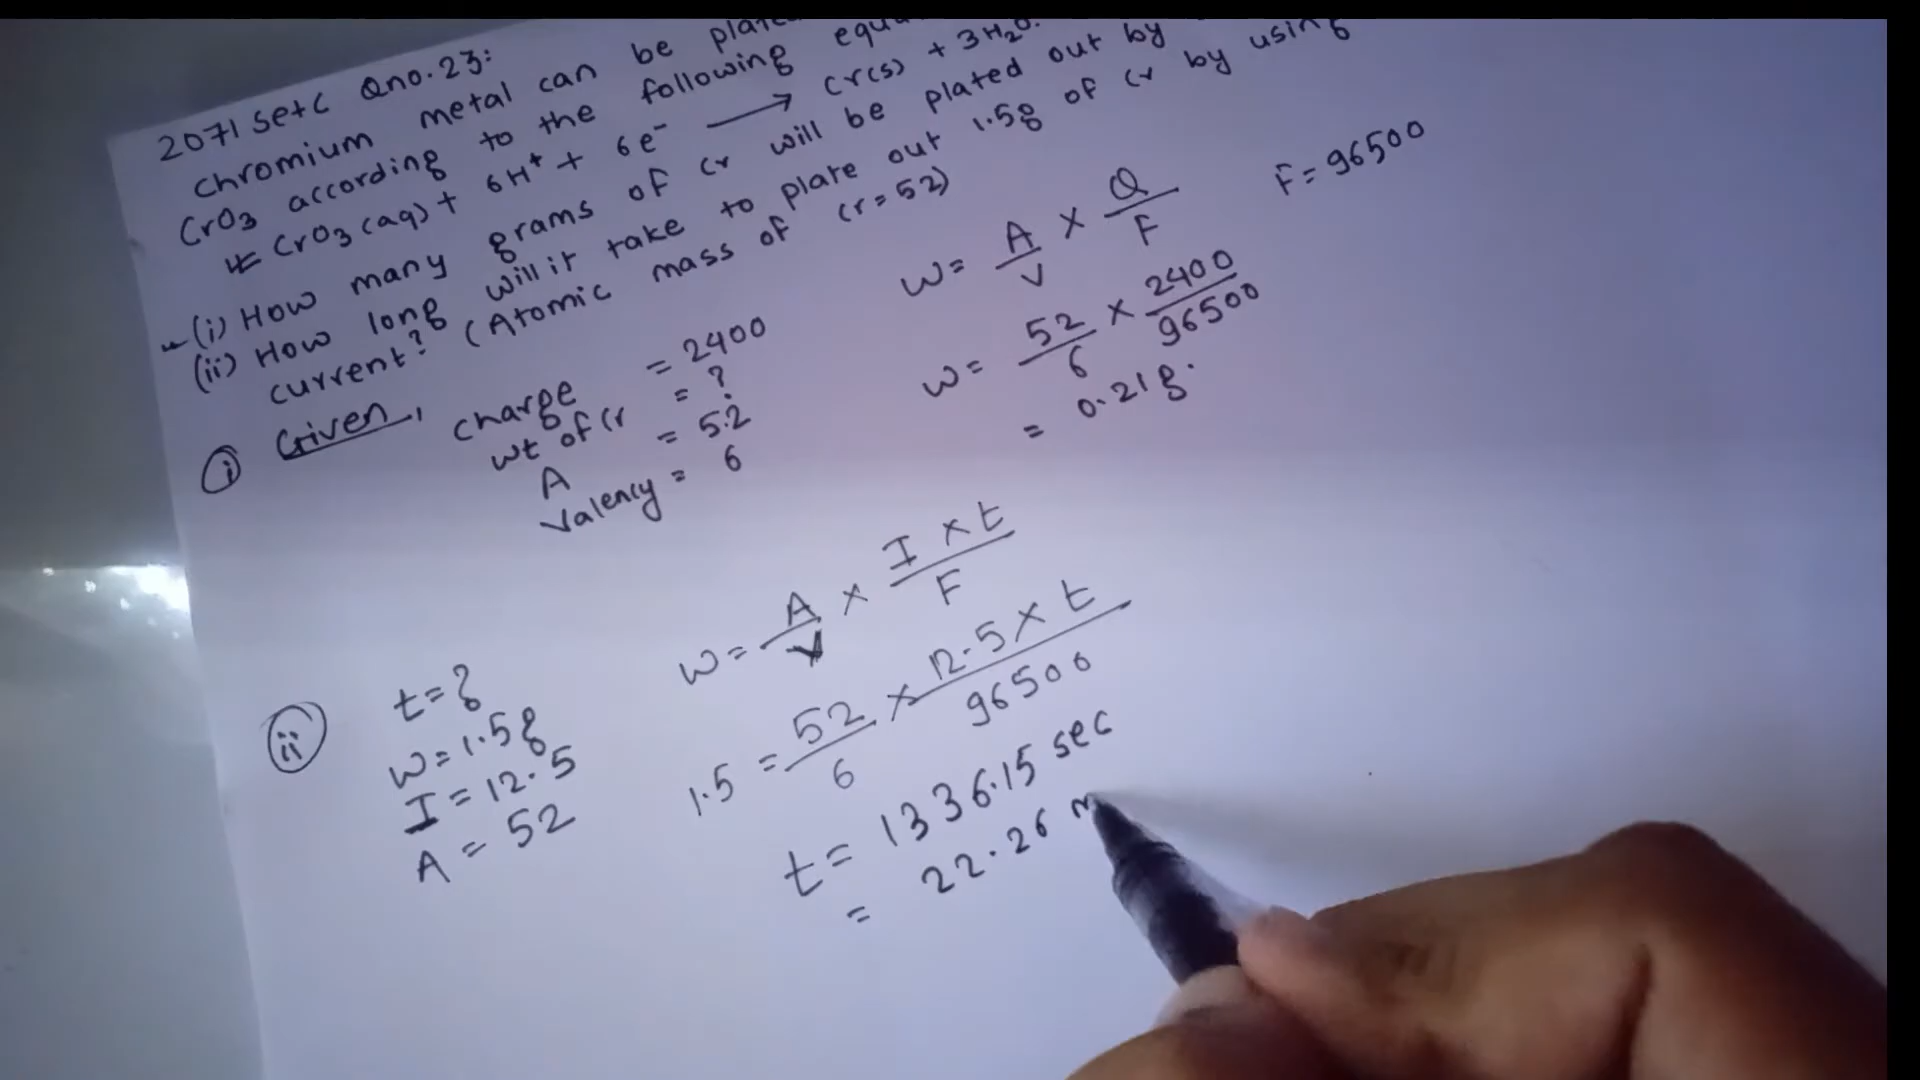 2071 Set C Qno.23:
Chromium metal can be
CrO3 according to the following
CrO3 (aq) + 6H+ + 6e- → Cr(s) + 3H2O.
(i) How many grams of Cr will be plated out by
(ii) How long will it take to plate out 1.5g of Cr by using
current? (Atomic mass of Cr = 52)
(i) Given,
charge = 2400
wt of Cr = ?
A = 52
Valency = 6
W = A/V × Q/F
F = 96500
W = 52/6 × 2400/96500
= 0.21g.
(ii) t = ?
W = 1.5g
I = 12.5
A = 52
W = A/V × I × t/F
1.5 = 52/6 × 12.5 × t/96500
t = 1336.15 sec
= 22.26